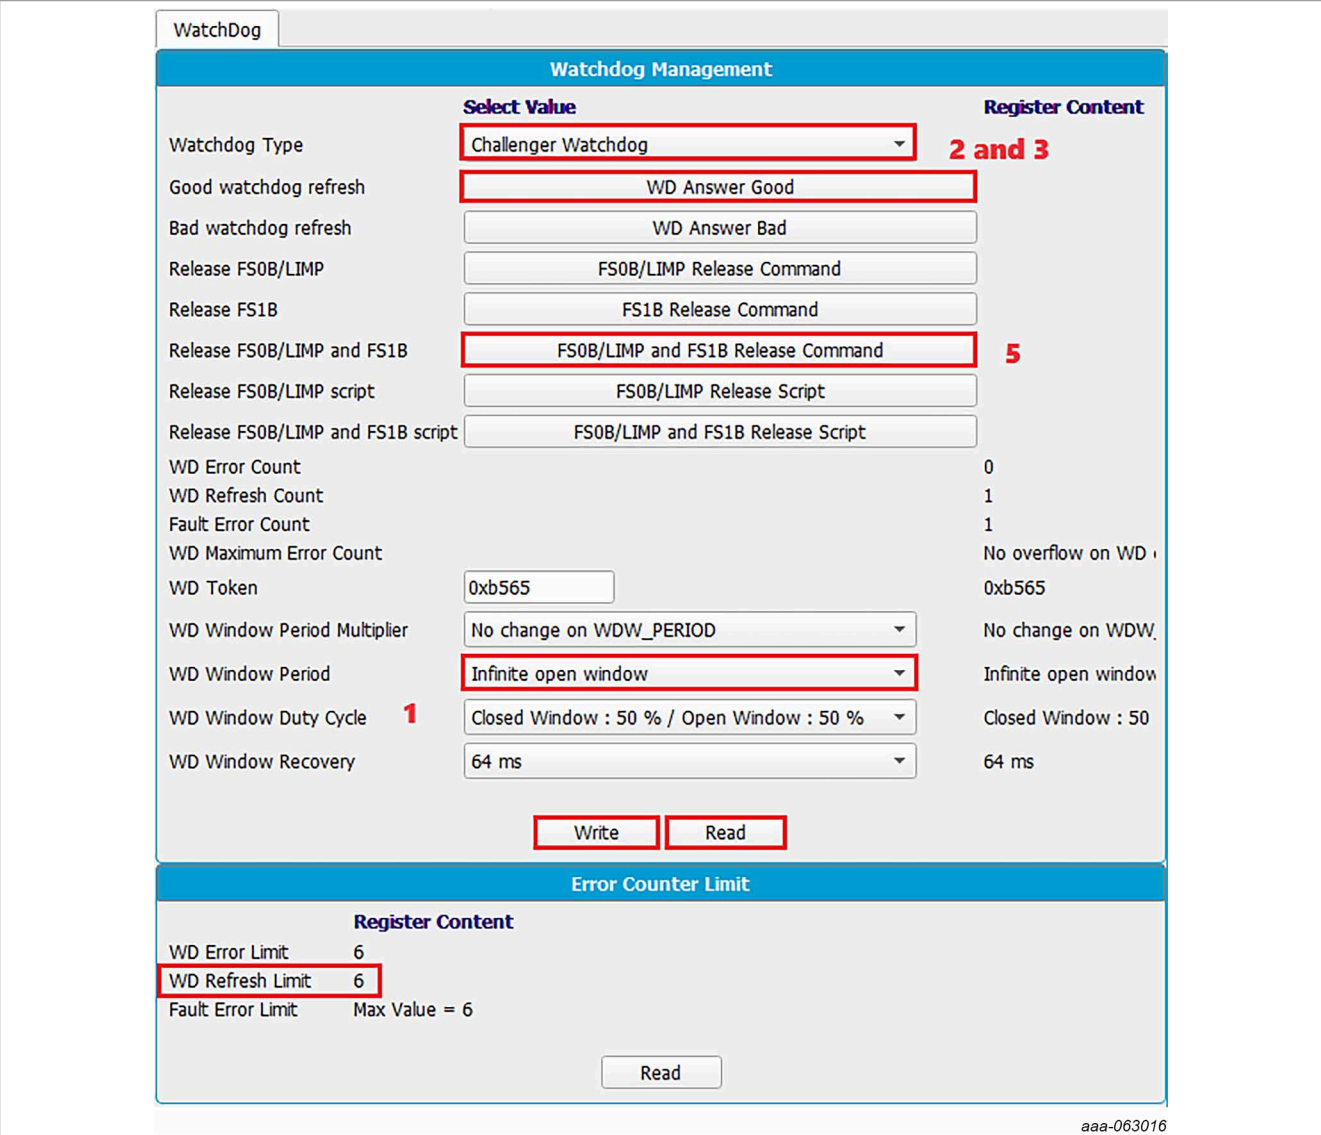 WatchDog
Watchdog Management
Select Value Register Content
Watchdog Type Challenger Watchdog 2 and 3
Good watchdog refresh WD Answer Good
Bad watchdog refresh WD Answer Bad
Release FS0B/LIMP FS0B/LIMP Release Command
Release FS1B FS1B Release Command
Release FS0B/LIMP and FS1B FS0B/LIMP and FS1B Release Command 5
Release FS0B/LIMP script FS0B/LIMP Release Script
Release FS0B/LIMP and FS1B script FS0B/LIMP and FS1B Release Script
WD Error Count 0
WD Refresh Count 1
Fault Error Count 1
WD Maximum Error Count No overflow on WD
WD Token 0xb565 0xb565
WD Window Period Multiplier No change on WDW_PERIOD No change on WDW_
WD Window Period Infinite open window Infinite open window
WD Window Duty Cycle 1 Closed Window : 50 % / Open Window : 50 % Closed Window : 50
WD Window Recovery 64 ms 64 ms
Write Read
Error Counter Limit
Register Content
WD Error Limit 6
WD Refresh Limit 6
Fault Error Limit Max Value = 6
Read
aaa-063016